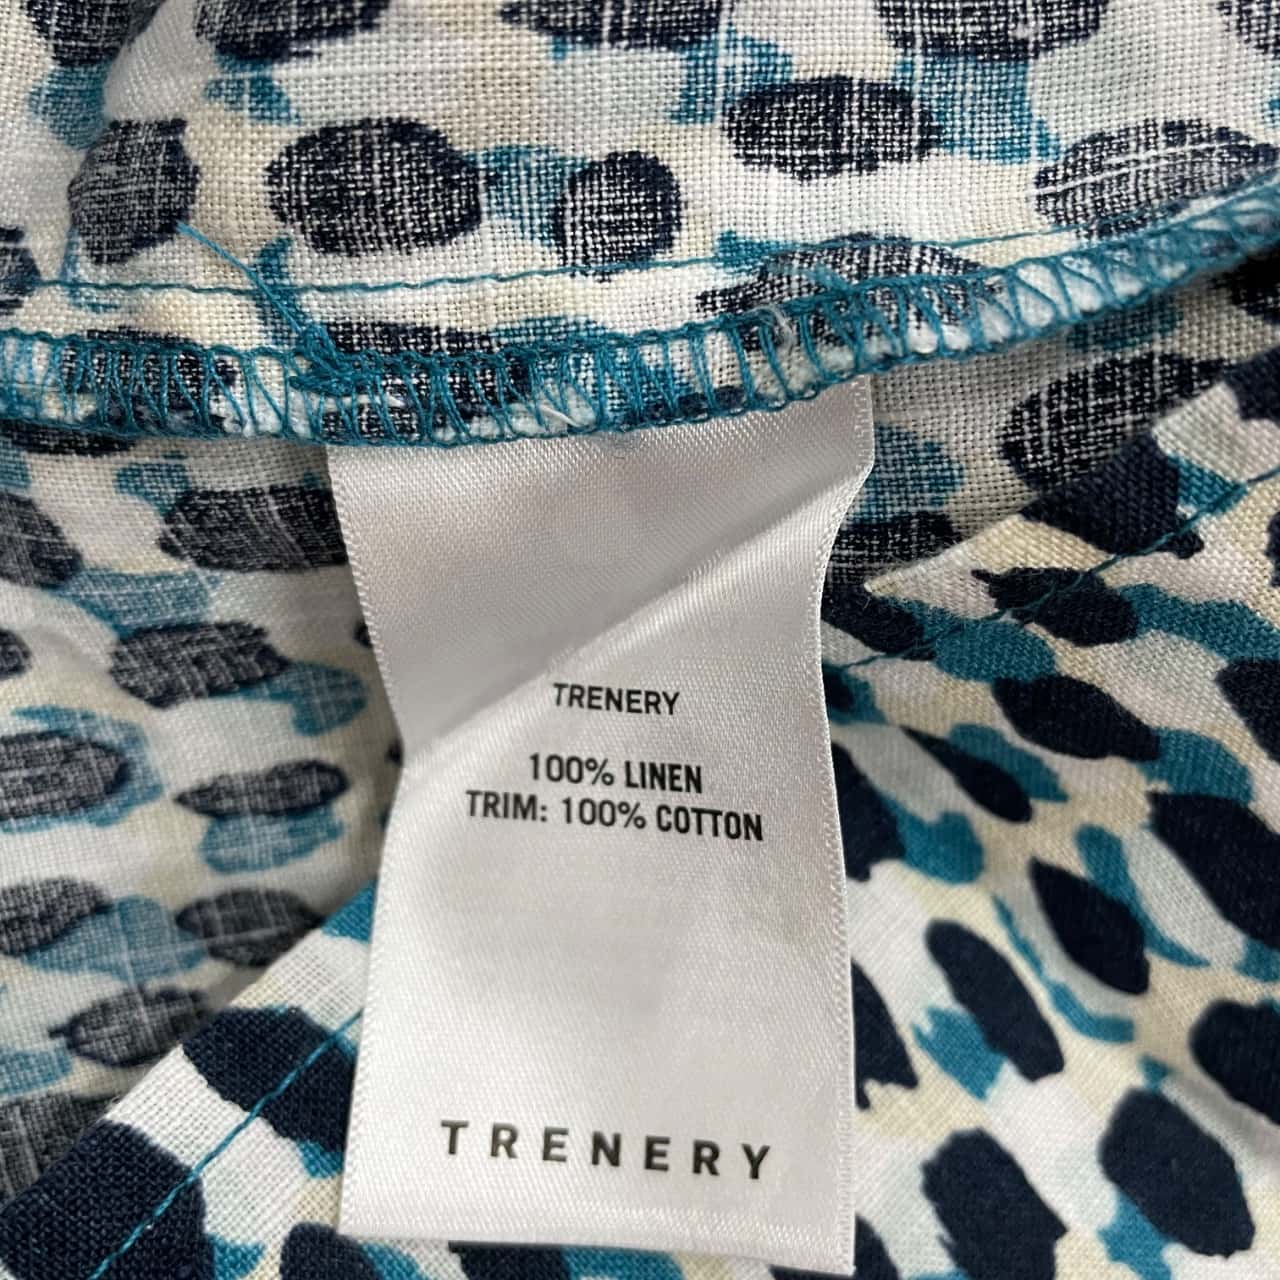 TRENERY
100% LINEN
TRIM: 100% COTTON
TRENERY